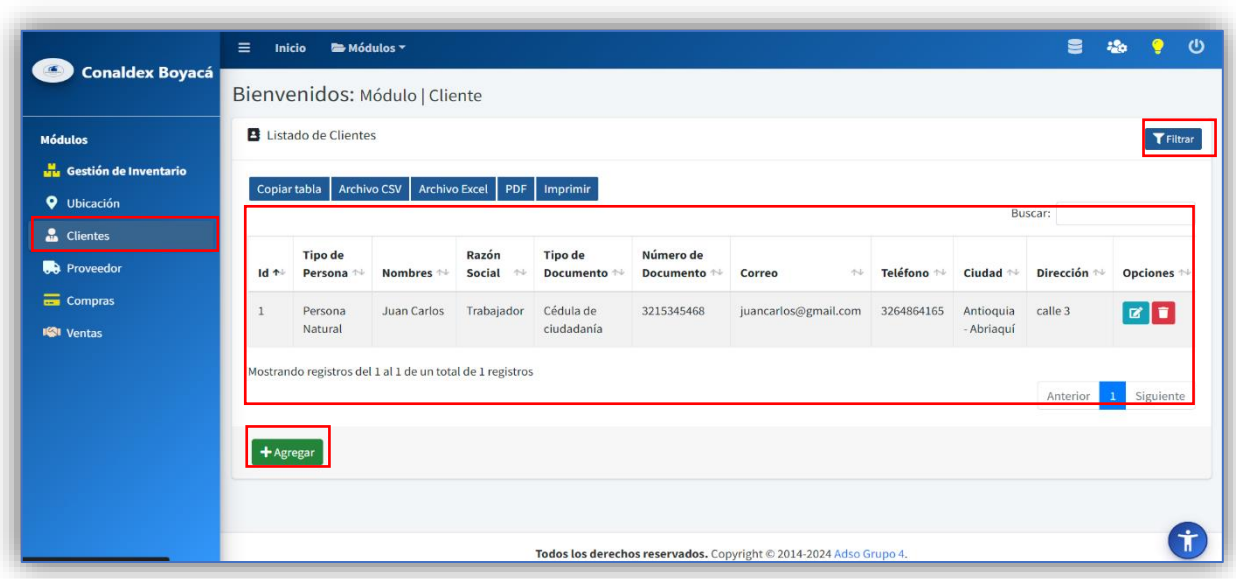 Conaldex Boyacá
Inicio Módulos
Bienvenidos: Módulo | Cliente
Módulos
Gestión de Inventario
Ubicación
Clientes
Proveedor
Compras
Ventas
Listado de Clientes
Filtrar
Copiar tabla Archivo CSV Archivo Excel PDF Imprimir
Buscar:
Id Tipo de Persona Nombres Razón Social Tipo de Documento Número de Documento Correo Teléfono Ciudad Dirección Opciones
1 Persona Natural Juan Carlos Trabajador Cédula de ciudadanía 3215345468 juancarlos@gmail.com 3264864165 Antioquia - Abriaquí calle 3
Mostrando registros del 1 al 1 de un total de 1 registros
Anterior 1 Siguiente
Agregar
Todos los derechos reservados. Copyright © 2014-2024 Adso Grupo 4.